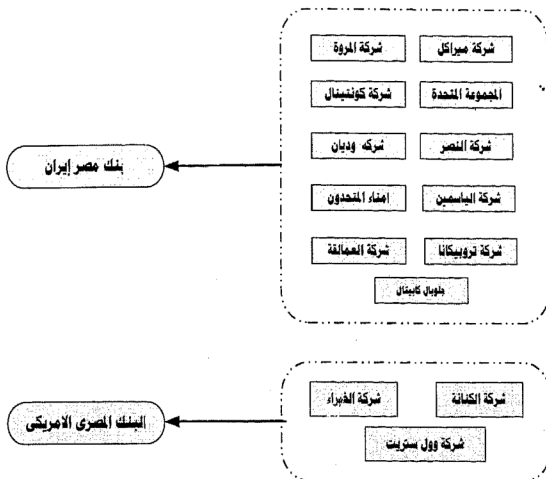 شركة ميراكل
شركة المروة
المجموعة المتحدة
شركة كونتينتال
شركة النصر
شركه وديان
شركة الياسمين
امناء المتحدون
شركة تروبيكانا
شركة العمالقة
جلوبال كابيتال
بنك مصر إيران
شركة الكنانة
شركة الخبراء
شركة وول ستريت
البنك المصرى الامريكى